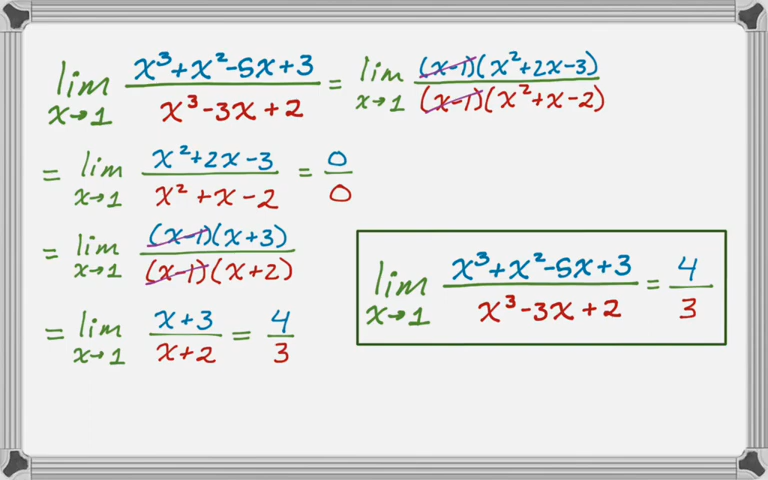 lim x→1 (x³+x²-5x+3)/(x³-3x+2) = lim x→1 ((x-1)(x²+2x-3))/((x-1)(x²+x-2))
= lim x→1 (x²+2x-3)/(x²+x-2) = 0/0
= lim x→1 ((x-1)(x+3))/((x-1)(x+2))
= lim x→1 (x+3)/(x+2) = 4/3
lim x→1 (x³+x²-5x+3)/(x³-3x+2) = 4/3